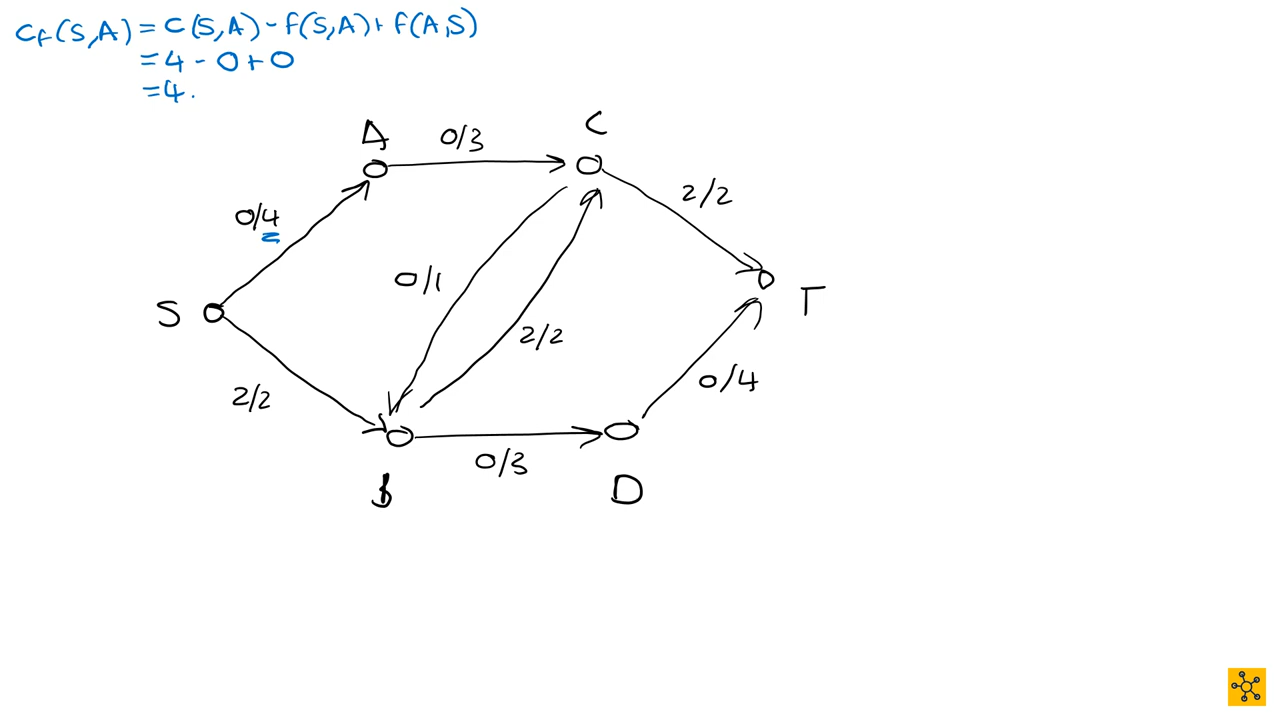 Cf(S,A) = C(S,A) - f(S,A) + f(A,S)
= 4 - 0 + 0
= 4.
A
0/3
C
2/2
0/4
0/1
S
T
2/2
2/2
0/4
0/3
B
D